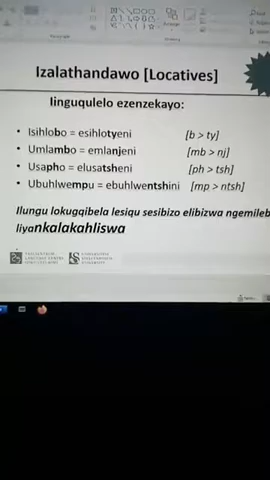 Izalathandawo [Locatives]
Iinguqulelo ezenzekayo:
• Isihlobo = esihlotyeni [b > ty]
• Umlambo = emlanjeni [mb > nj]
• Usapho = elusatsheni [ph > tsh]
• Ubuhlwempu = ebuhlwentshini [mp > ntsh]
Ilungu lokugqibela lesiqu sesibizo elibizwa ngemileb
liyankalakahliswa